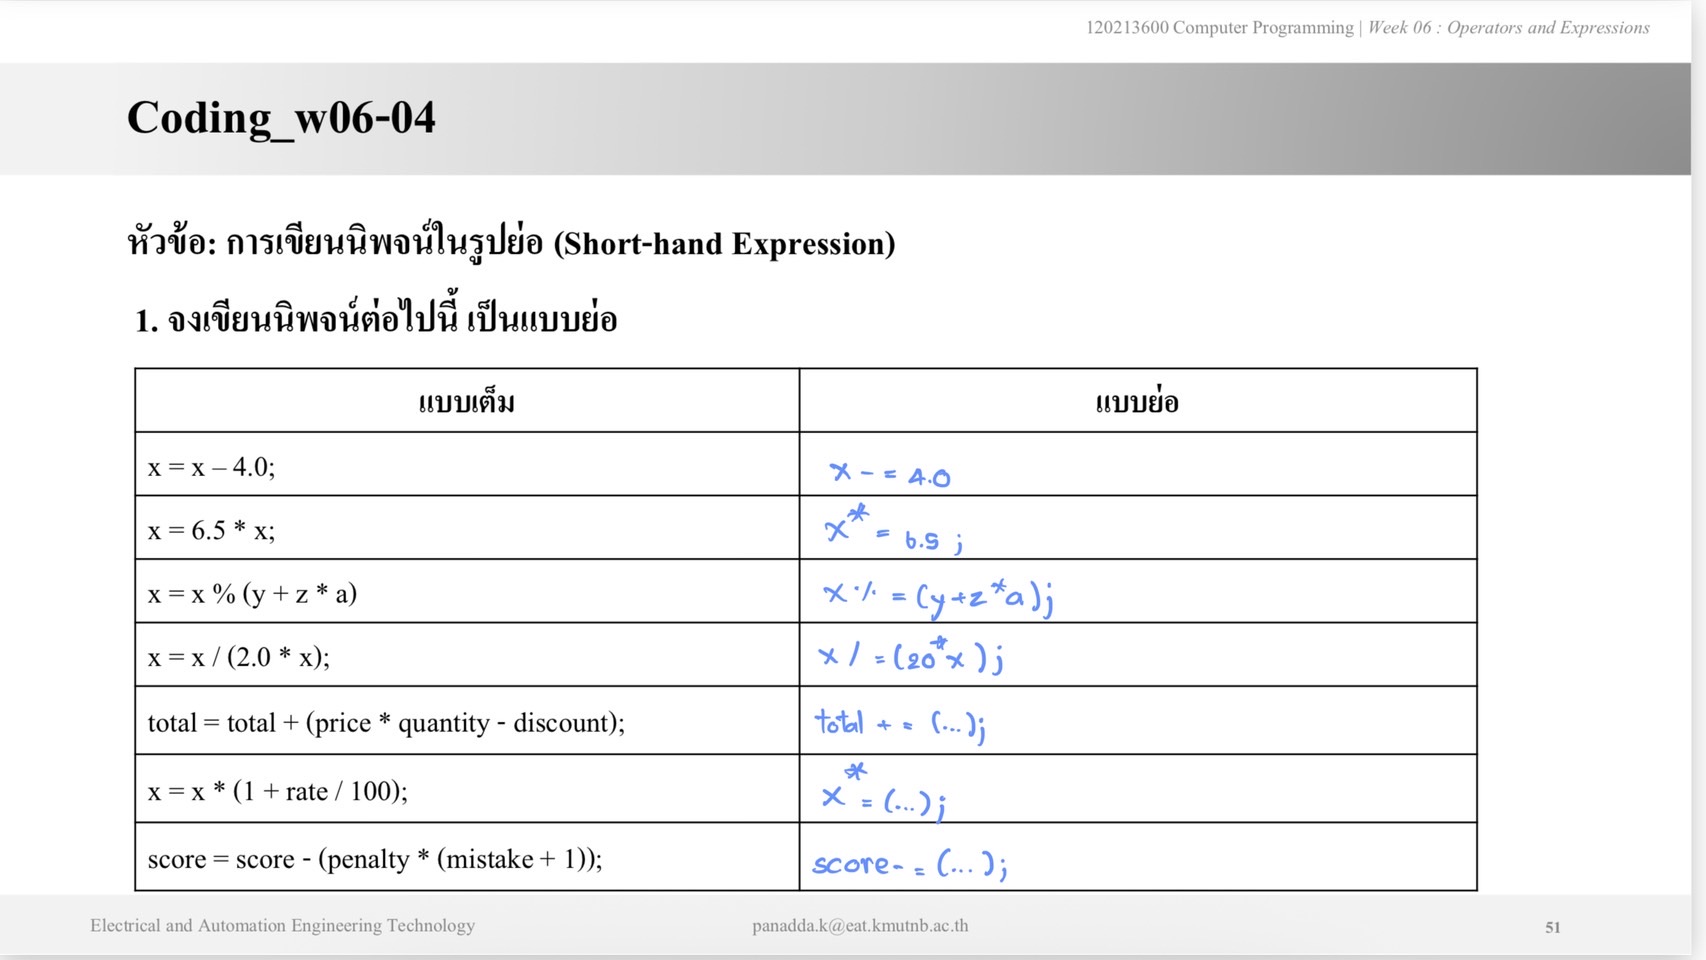 120213600 Computer Programming | Week 06 : Operators and Expressions
Coding_w06-04
หัวข้อ: การเขียนนิพจน์ในรูปย่อ (Short-hand Expression)
1. จงเขียนนิพจน์ต่อไปนี้ เป็นแบบย่อ
แบบเต็ม แบบย่อ
x = x – 4.0; x - = 4.0
x = 6.5 * x; x * = 6.5 ;
x = x % (y + z * a) x % = (y+z*a);
x = x / (2.0 * x); x / = (20*x);
total = total + (price * quantity - discount); total + = (...);
x = x * (1 + rate / 100); x * = (...);
score = score - (penalty * (mistake + 1)); score- = (...);
Electrical and Automation Engineering Technology panadda.k@eat.kmutnb.ac.th 51